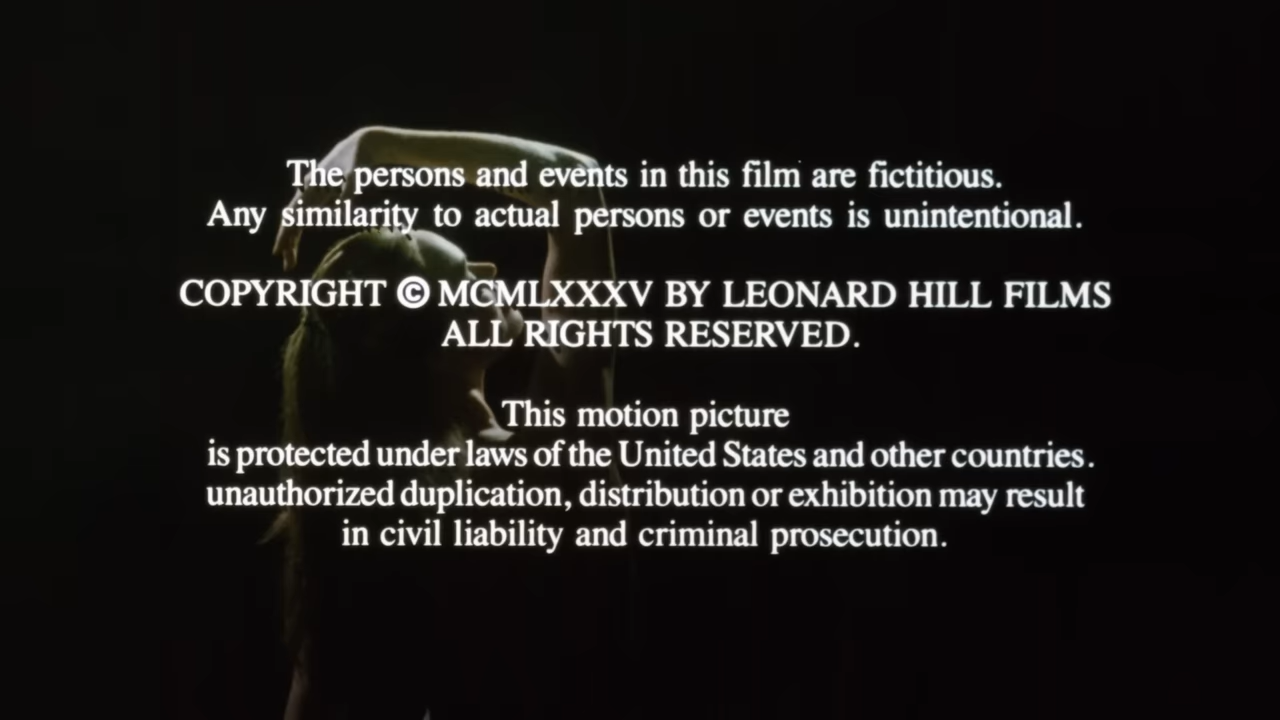 The persons and events in this film are fictitious.
Any similarity to actual persons or events is unintentional.
COPYRIGHT © MCMLXXXV BY LEONARD HILL FILMS
ALL RIGHTS RESERVED.
This motion picture
is protected under laws of the United States and other countries.
unauthorized duplication, distribution or exhibition may result
in civil liability and criminal prosecution.